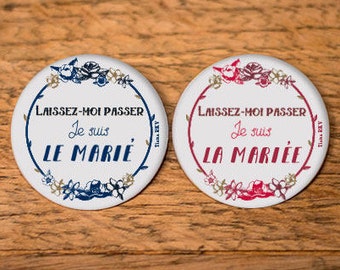 LAISSEZ-MOI PASSER
Je suis
LE MARIÉ
LAISSEZ-MOI PASSER
Je suis
LA MARIÉE